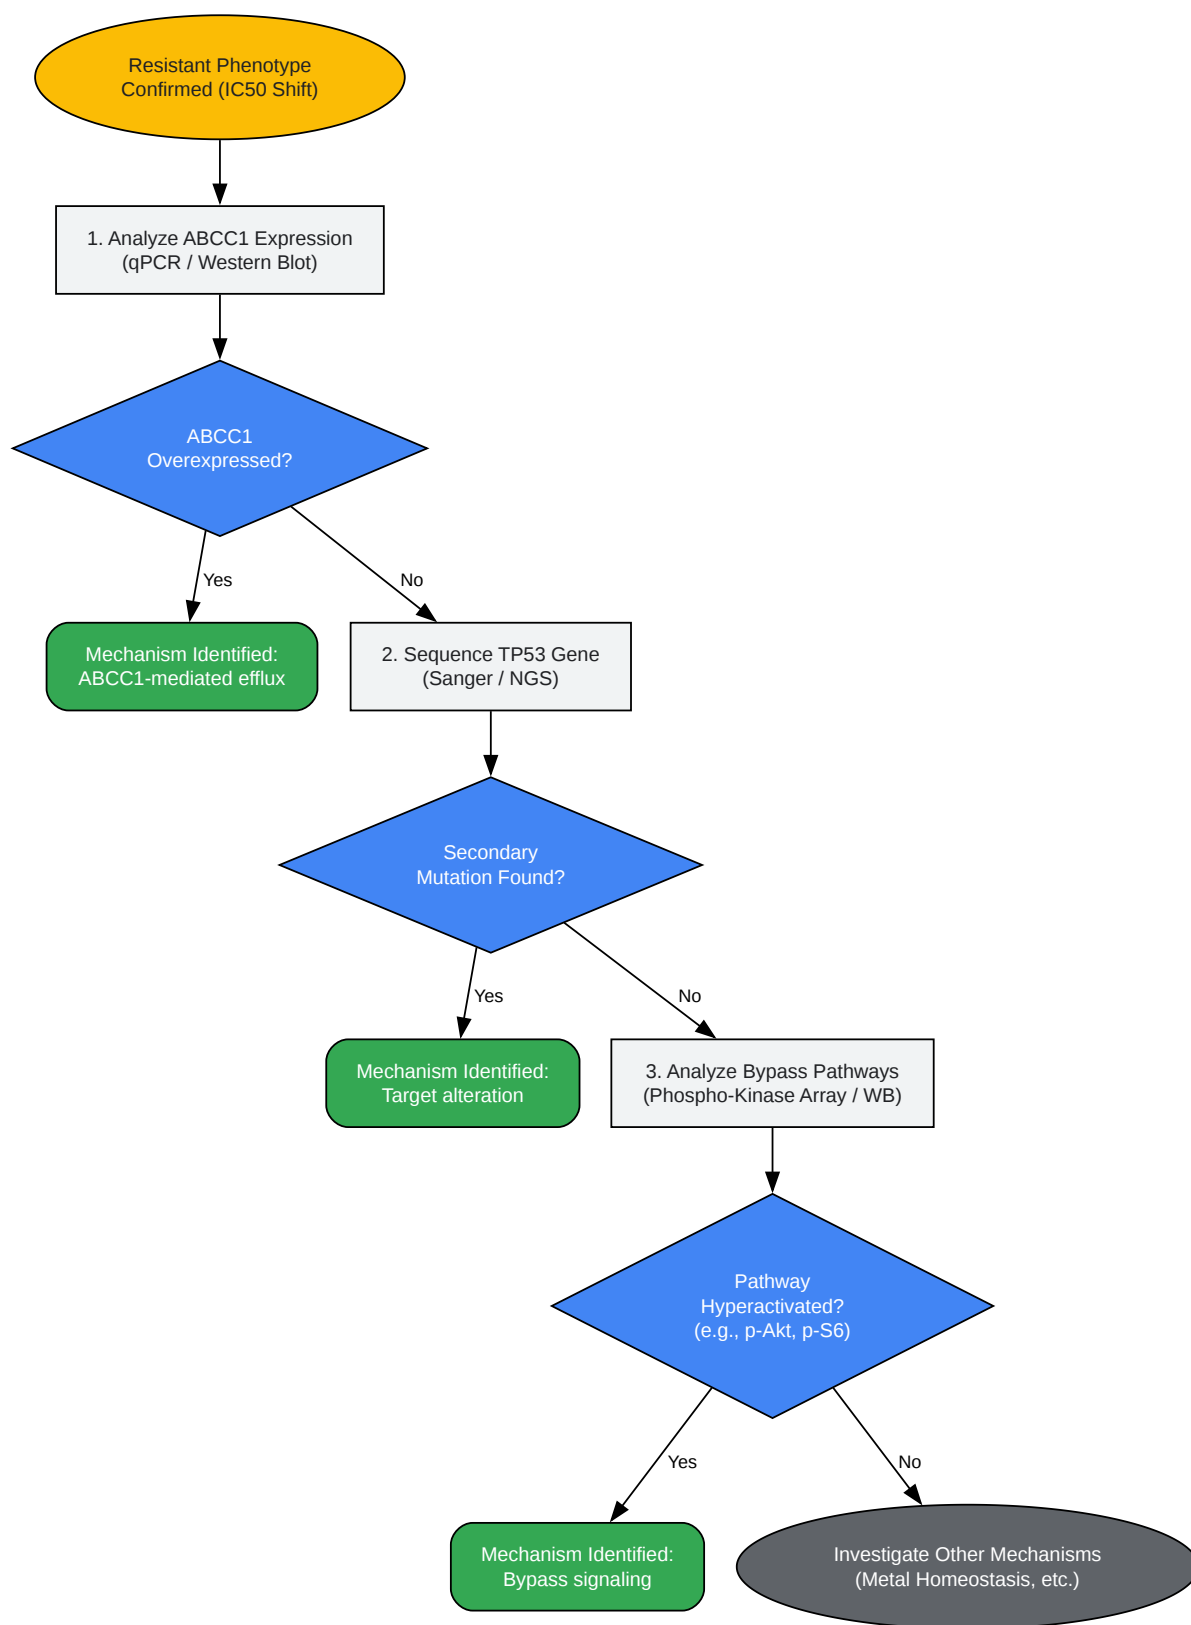 Resistant Phenotype
Confirmed (IC50 Shift)
1. Analyze ABCC1 Expression
(qPCR / Western Blot)
ABCC1
Overexpressed?
Yes
No
Mechanism Identified:
ABCC1-mediated efflux
2. Sequence TP53 Gene
(Sanger / NGS)
Secondary
Mutation Found?
Yes
No
Mechanism Identified:
Target alteration
3. Analyze Bypass Pathways
(Phospho-Kinase Array / WB)
Pathway
Hyperactivated?
(e.g., p-Akt, p-S6)
Yes
No
Mechanism Identified:
Bypass signaling
Investigate Other Mechanisms
(Metal Homeostasis, etc.)